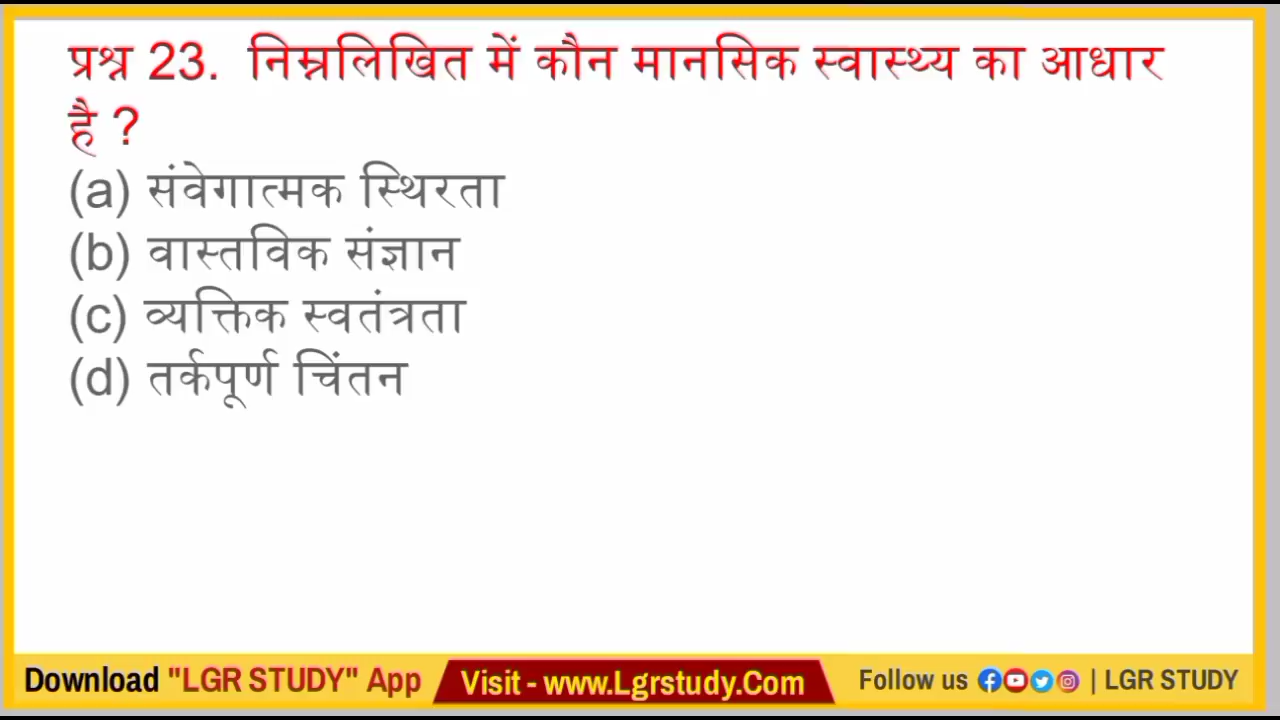 प्रश्न 23. निम्नलिखित में कौन मानसिक स्वास्थ्य का आधार
है ?
(a) संवेगात्मक स्थिरता
(b) वास्तविक संज्ञान
(c) व्यक्तिक स्वतंत्रता
(d) तर्कपूर्ण चिंतन
Download "LGR STUDY" App Visit - www.Lgrstudy.Com Follow us | LGR STUDY